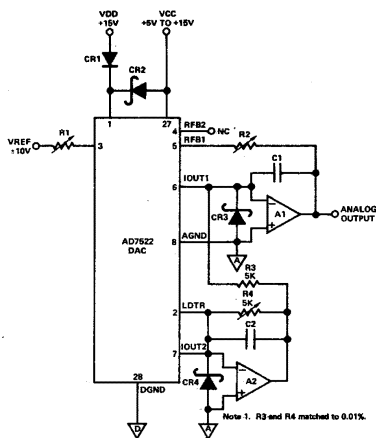 VDD
+15V
VCC
+5V TO +15V
CR1
CR2
1
27
RFB2
4
NC
RFB1
5
R2
VREF
±10V
R1
3
C1
IOUT1
6
CR3
A1
ANALOG
OUTPUT
AGND
8
A
AD7522
DAC
R3
5K
R4
5K
LDTR
2
C2
IOUT2
7
CR4
A2
28
DGND
D
A
Note 1. R3 and R4 matched to 0.01%.